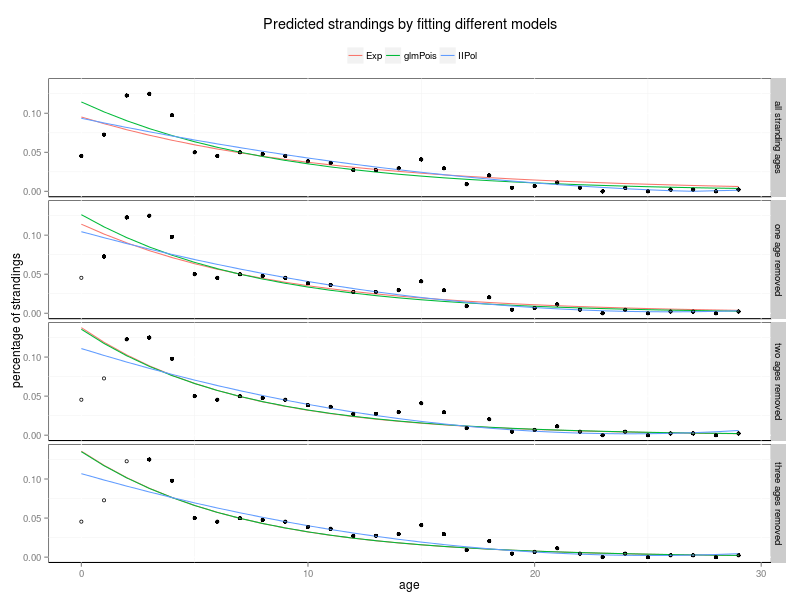 Predicted strandings by fitting different models
Exp glmPois IIPol
percentage of strandings
0.10
0.05
0.00
all stranding ages
0.10
0.05
0.00
one age removed
0.10
0.05
0.00
two ages removed
0.10
0.05
0.00
three ages removed
0 10 20 30
age